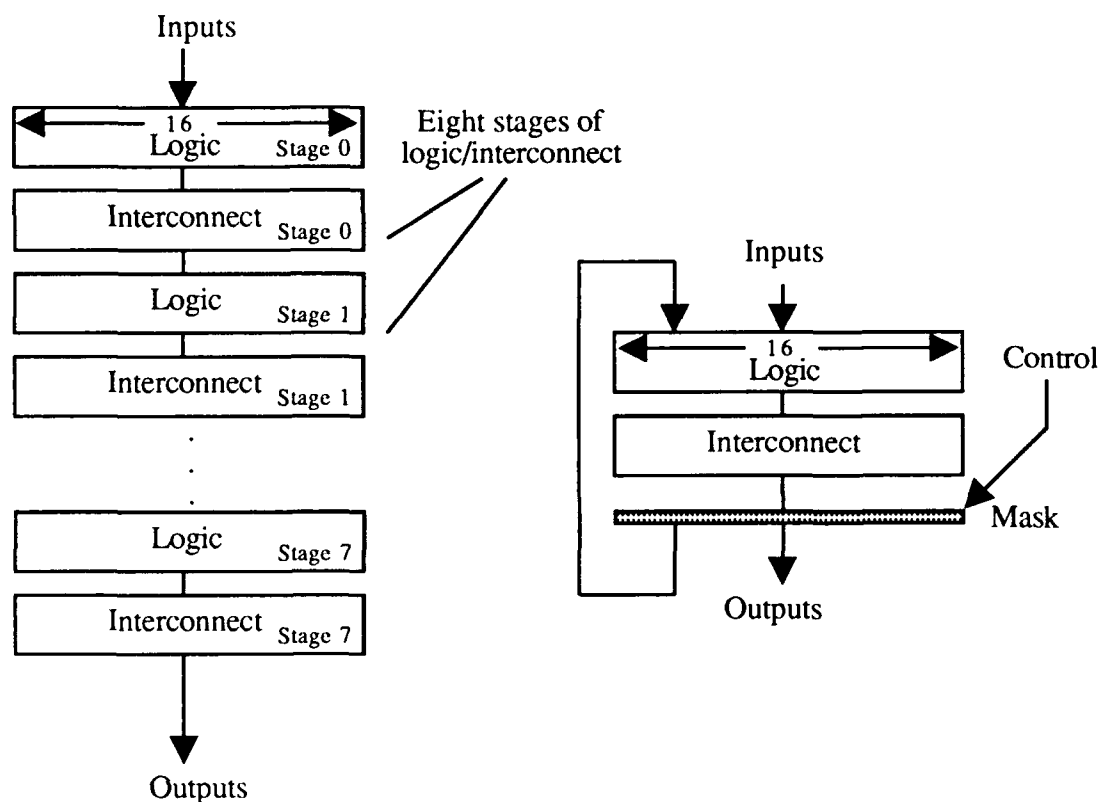 Inputs
16
Logic
Stage 0
Interconnect
Stage 0
Logic
Stage 1
Interconnect
Stage 1
.
.
.
Logic
Stage 7
Interconnect
Stage 7
Outputs
Eight stages of
logic/interconnect
Inputs
16
Logic
Interconnect
Control
Mask
Outputs